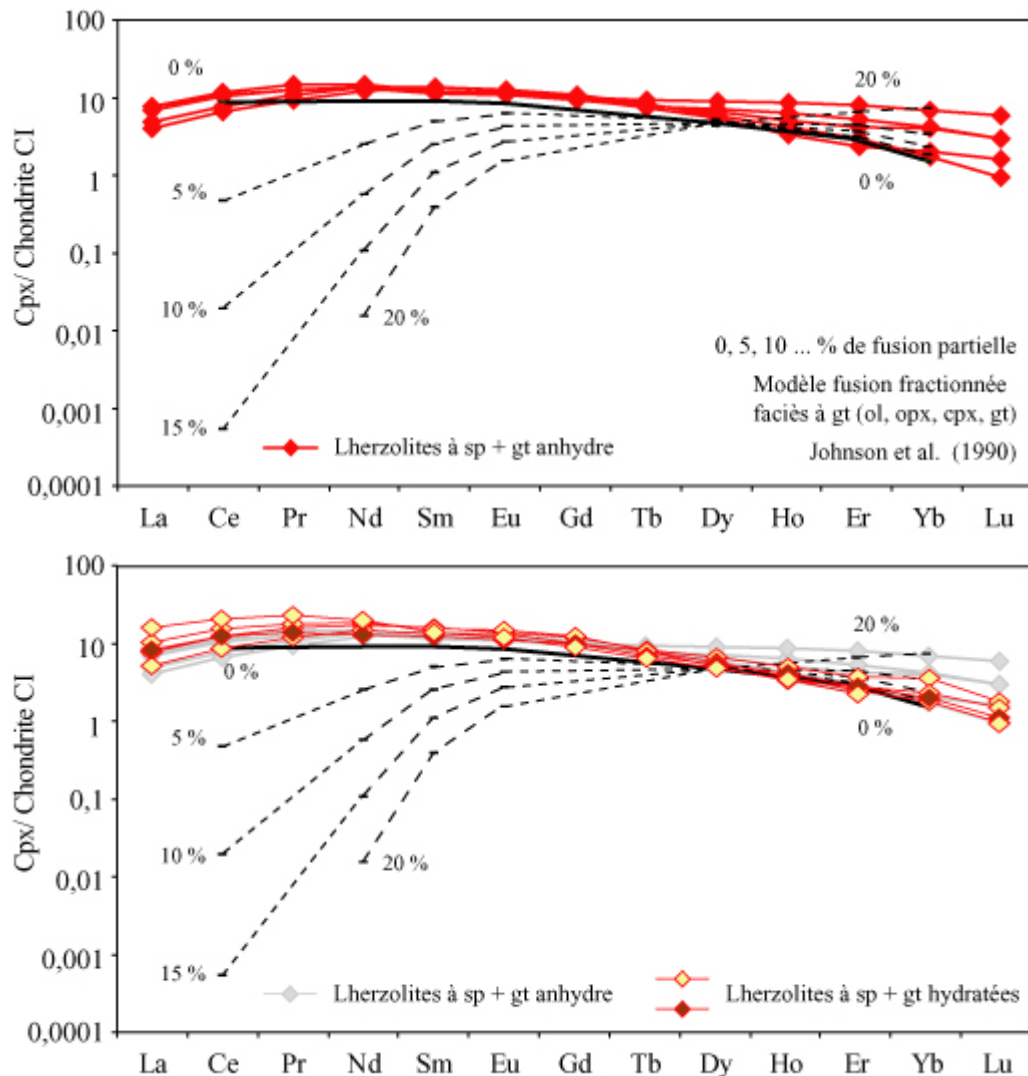 100
10
1
0,1
0,01
0,001
0,0001
Cpx/ Chondrite CI
0 %
20 %
5 %
0 %
10 %
20 %
15 %
0, 5, 10 ... % de fusion partielle
Modèle fusion fractionnée
faciès à gt (ol, opx, cpx, gt)
Johnson et al. (1990)
Lherzolites à sp + gt anhydre
La Ce Pr Nd Sm Eu Gd Tb Dy Ho Er Yb Lu
100
10
1
0,1
0,01
0,001
0,0001
Cpx/ Chondrite CI
20 %
0 %
5 %
0 %
10 %
20 %
15 %
Lherzolites à sp + gt anhydre
Lherzolites à sp + gt hydratées
La Ce Pr Nd Sm Eu Gd Tb Dy Ho Er Yb Lu